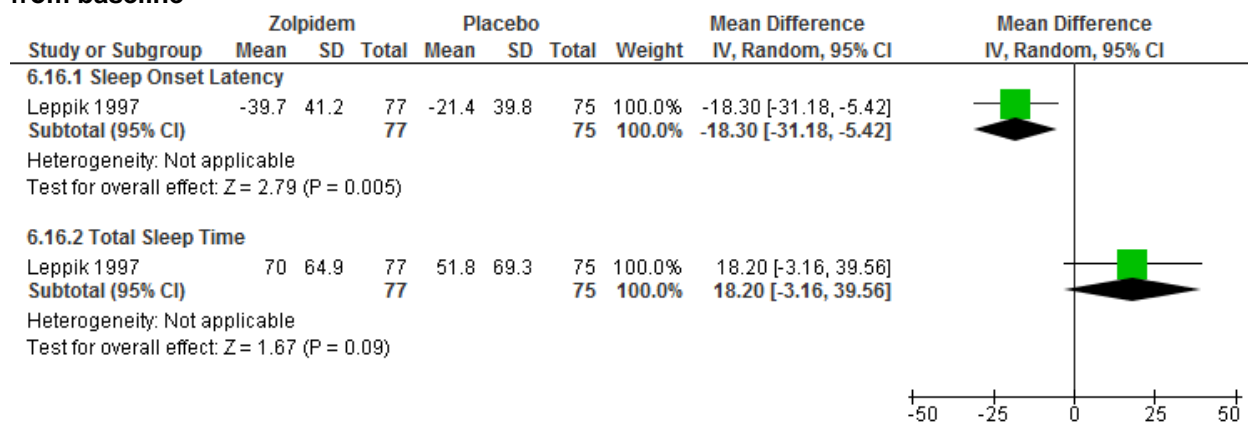 from baseline
Zolpidem Placebo Mean Difference Mean Difference
Study or Subgroup Mean SD Total Mean SD Total Weight IV, Random, 95% CI IV, Random, 95% CI
6.16.1 Sleep Onset Latency
Leppik 1997 -39.7 41.2 77 -21.4 39.8 75 100.0% -18.30 [-31.18, -5.42]
Subtotal (95% CI) 77 75 100.0% -18.30 [-31.18, -5.42]
Heterogeneity: Not applicable
Test for overall effect: Z = 2.79 (P = 0.005)
6.16.2 Total Sleep Time
Leppik 1997 70 64.9 77 51.8 69.3 75 100.0% 18.20 [-3.16, 39.56]
Subtotal (95% CI) 77 75 100.0% 18.20 [-3.16, 39.56]
Heterogeneity: Not applicable
Test for overall effect: Z = 1.67 (P = 0.09)
-50 -25 0 25 50